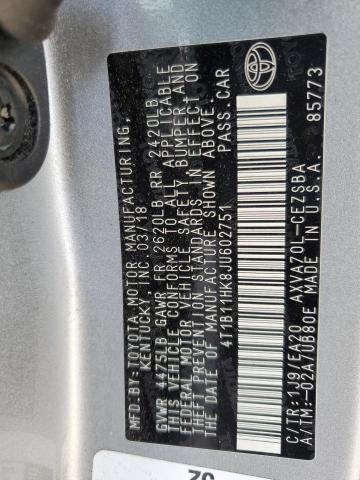 MFD.BY:TOYOTA MOTOR MANUFACTURING,
KENTUCKY, INC. 03/18
GVWR 4475LB GAWR FR 2620LB RR 2420LB
THIS VEHICLE CONFORMS TO ALL APPLICABLE
FEDERAL MOTOR VEHICLE SAFETY, BUMPER, AND
THEFT PREVENTION STANDARDS IN EFFECT ON
THE DATE OF MANUFACTURE SHOWN ABOVE.
4T1B11HK8JU602751 PASS.CAR
C/TR:1J9/EA20 AXVA70L-CEZSBA
A/TM:-02A/UB80E MADE IN U.S.A.
85773